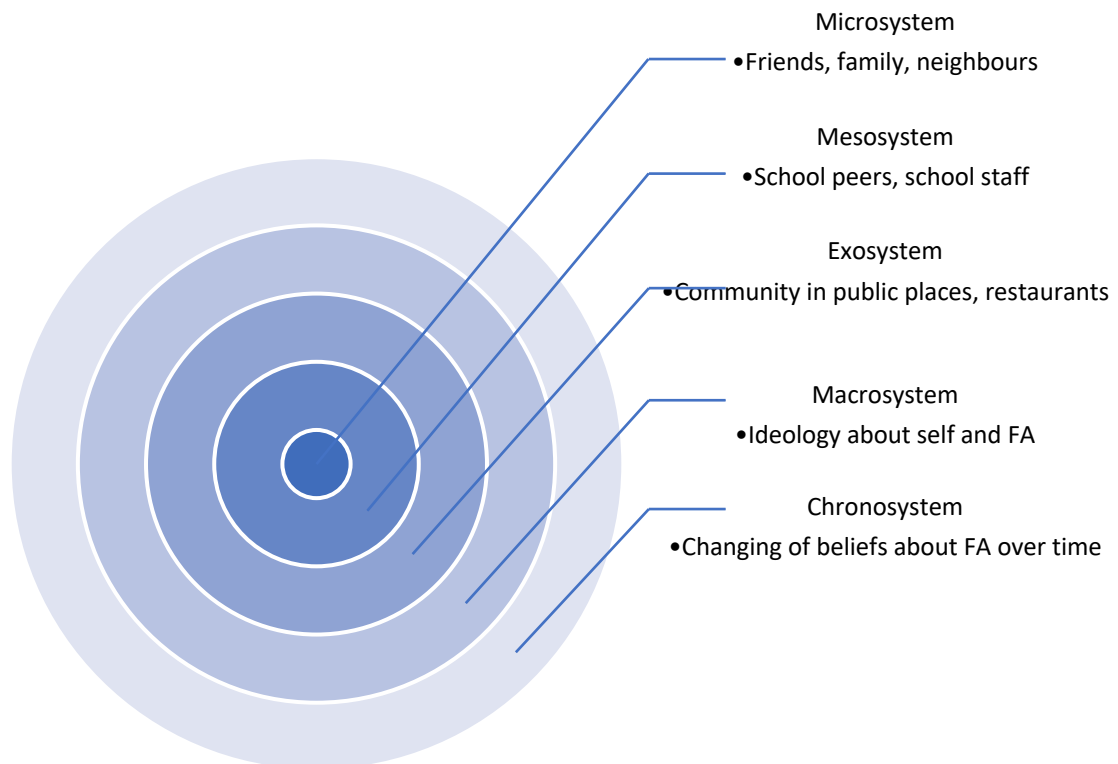 Microsystem
•Friends, family, neighbours
Mesosystem
•School peers, school staff
Exosystem
•Community in public places, restaurants
Macrosystem
•Ideology about self and FA
Chronosystem
•Changing of beliefs about FA over time